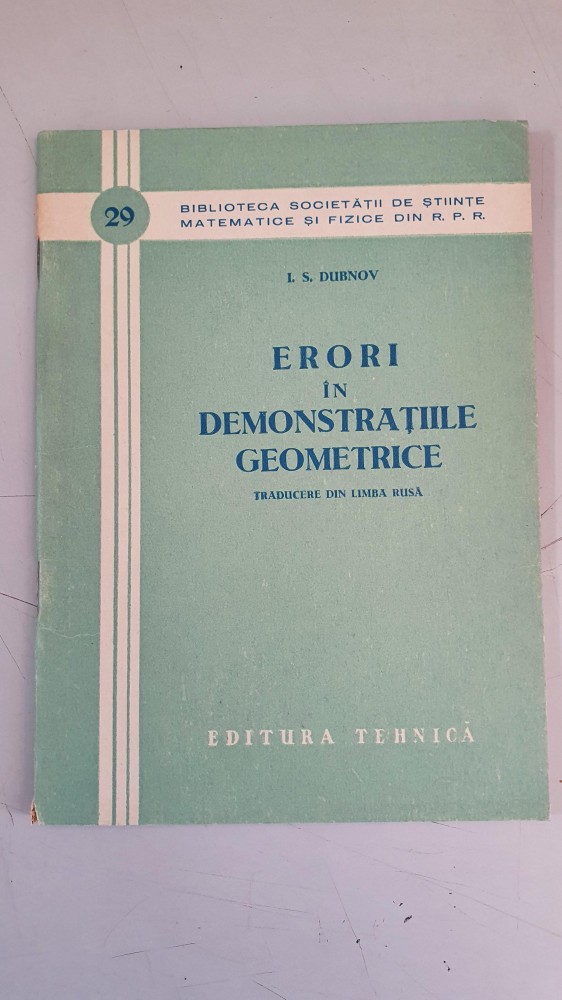 29
BIBLIOTECA SOCIETĂȚII DE ȘTIINȚE
MATEMATICE ȘI FIZICE DIN R. P. R.
I. S. DUBNOV
ERORI
ÎN
DEMONSTRAȚIILE
GEOMETRICE
TRADUCERE DIN LIMBA RUSĂ
EDITURA TEHNICĂ